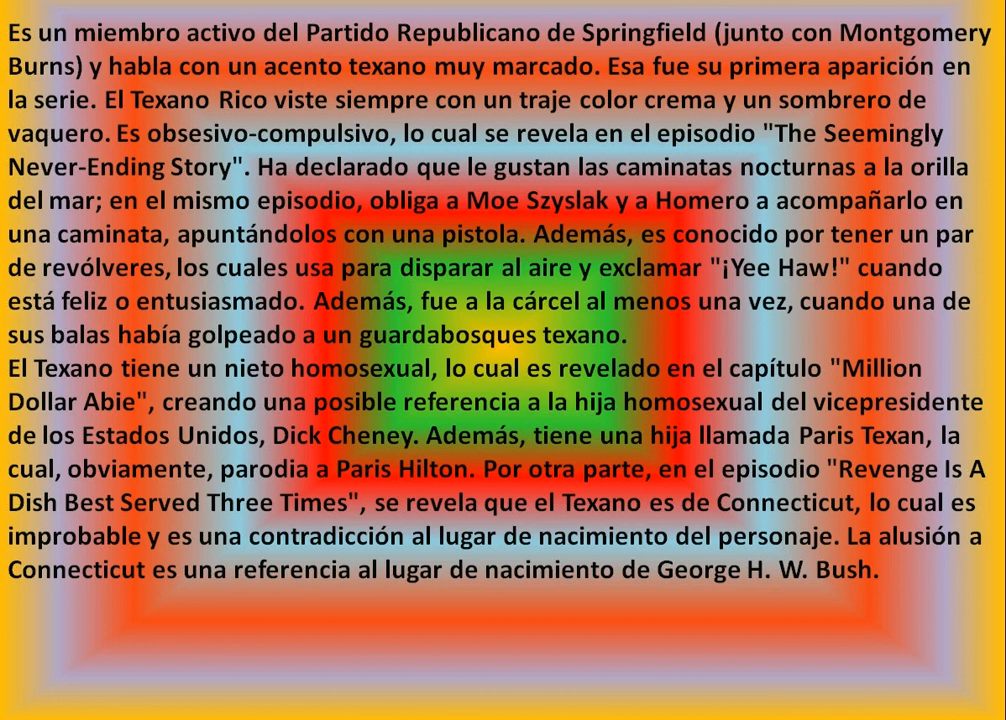 Es un miembro activo del Partido Republicano de Springfield (junto con Montgomery
Burns) y habla con un acento texano muy marcado. Esa fue su primera aparición en
la serie. El Texano Rico viste siempre con un traje color crema y un sombrero de
vaquero. Es obsesivo-compulsivo, lo cual se revela en el episodio "The Seemingly
Never-Ending Story". Ha declarado que le gustan las caminatas nocturnas a la orilla
del mar; en el mismo episodio, obliga a Moe Szyslak y a Homero a acompañarlo en
una caminata, apuntándolos con una pistola. Además, es conocido por tener un par
de revólveres, los cuales usa para disparar al aire y exclamar "¡Yee Haw!" cuando
está feliz o entusiasmado. Además, fue a la cárcel al menos una vez, cuando una de
sus balas había golpeado a un guardabosques texano.
El Texano tiene un nieto homosexual, lo cual es revelado en el capítulo "Million
Dollar Abie", creando una posible referencia a la hija homosexual del vicepresidente
de los Estados Unidos, Dick Cheney. Además, tiene una hija llamada Paris Texan, la
cual, obviamente, parodia a Paris Hilton. Por otra parte, en el episodio "Revenge Is A
Dish Best Served Three Times", se revela que el Texano es de Connecticut, lo cual es
improbable y es una contradicción al lugar de nacimiento del personaje. La alusión a
Connecticut es una referencia al lugar de nacimiento de George H. W. Bush.